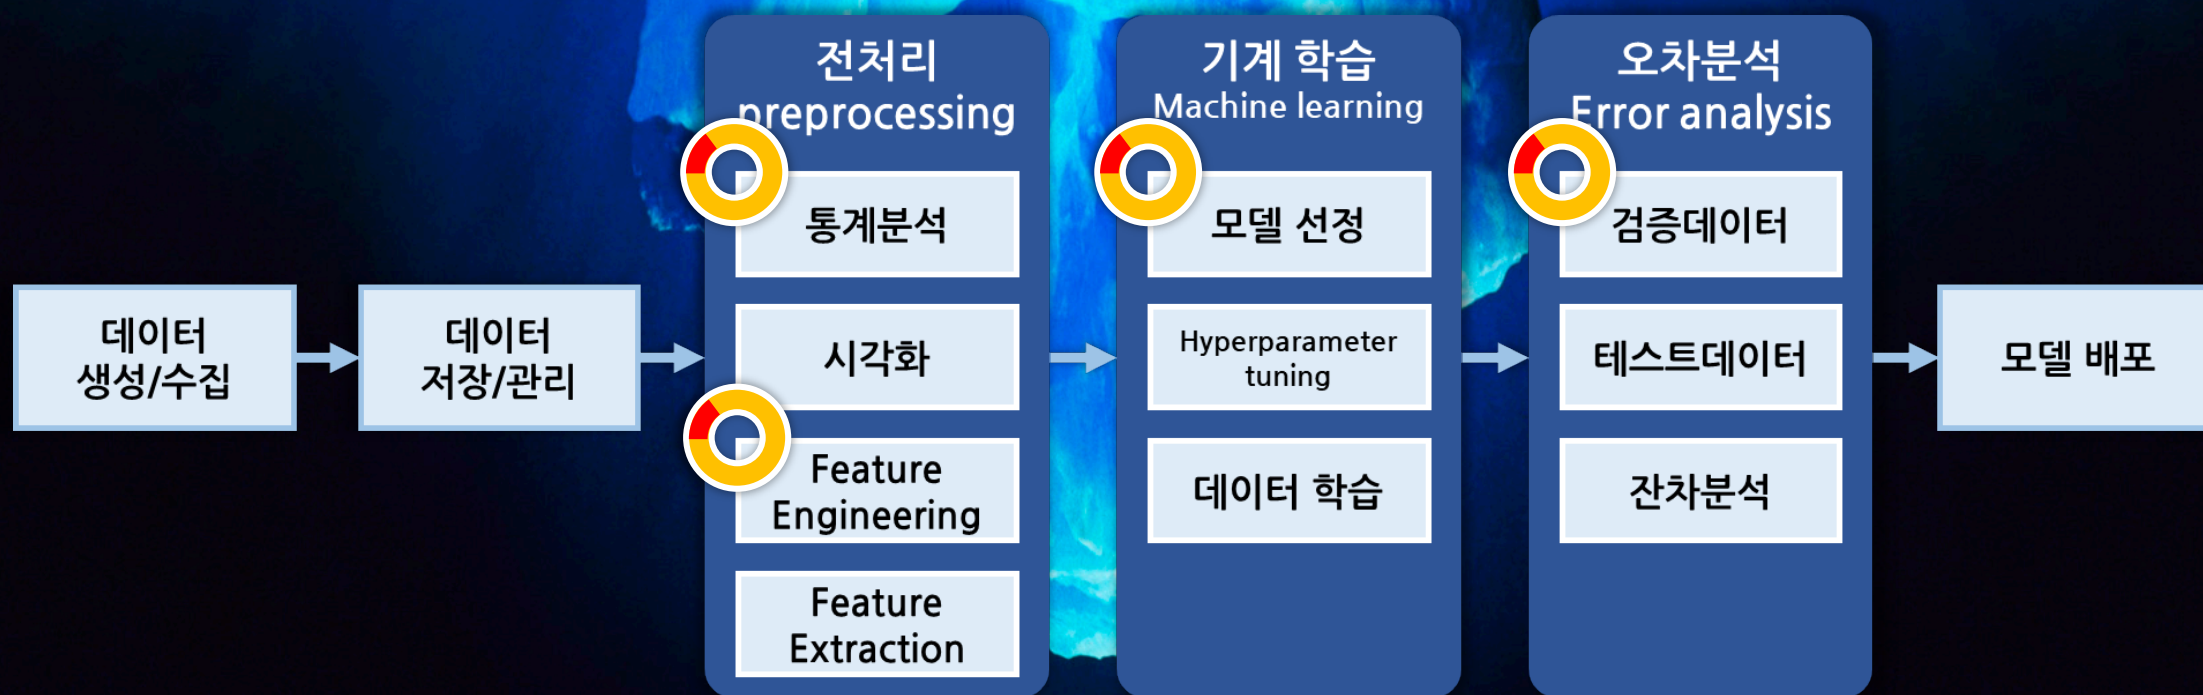 데이터
생성/수집
데이터
저장/관리
전처리
preprocessing
통계분석
시각화
Feature
Engineering
Feature
Extraction
기계 학습
Machine learning
모델 선정
Hyperparameter
tuning
데이터 학습
오차분석
Error analysis
검증데이터
테스트데이터
잔차분석
모델 배포